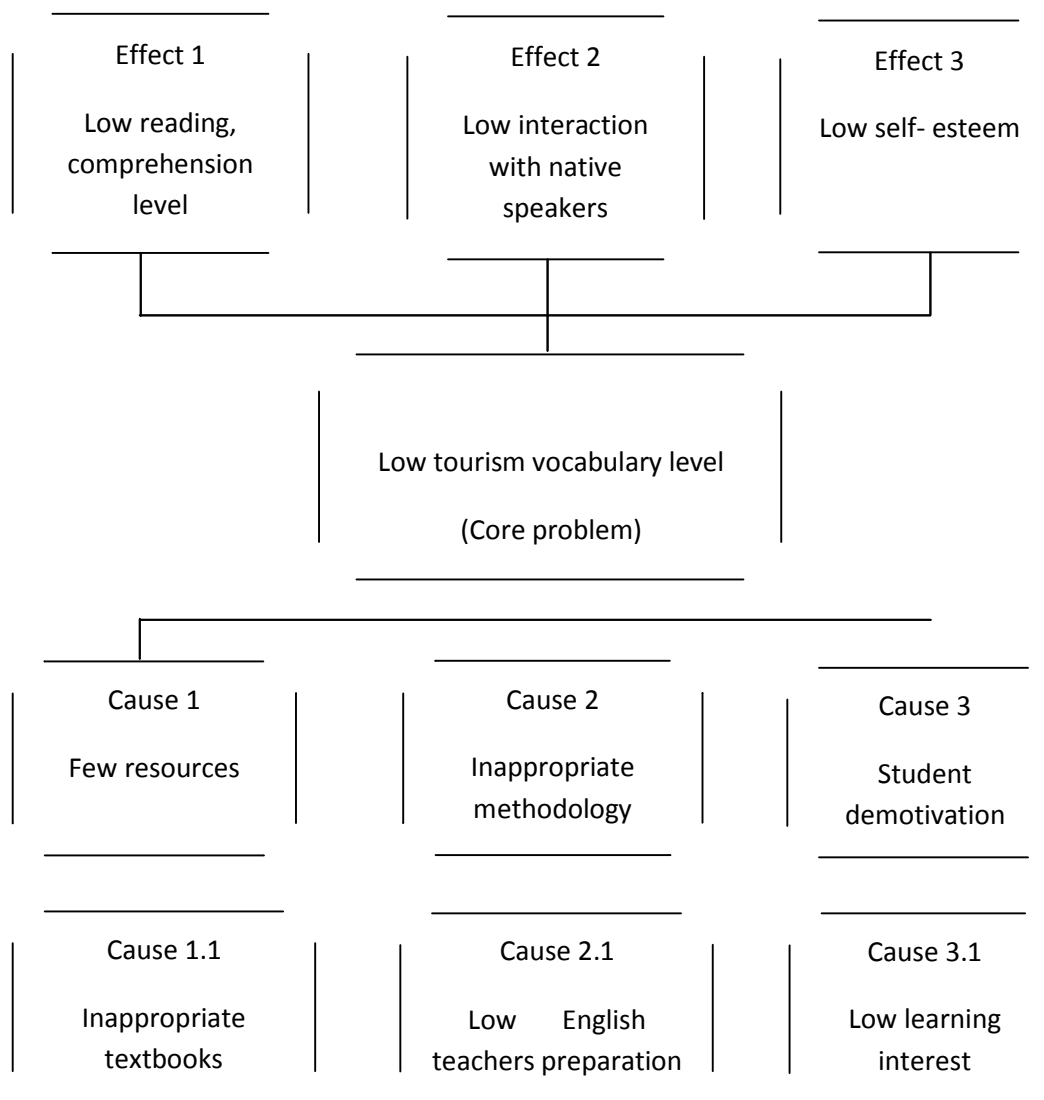 Effect 1
Low reading,
comprehension
level
Effect 2
Low interaction
with native
speakers
Effect 3
Low self- esteem
Low tourism vocabulary level
(Core problem)
Cause 1
Few resources
Cause 2
Inappropriate
methodology
Cause 3
Student
demotivation
Cause 1.1
Inappropriate
textbooks
Cause 2.1
Low English
teachers preparation
Cause 3.1
Low learning
interest